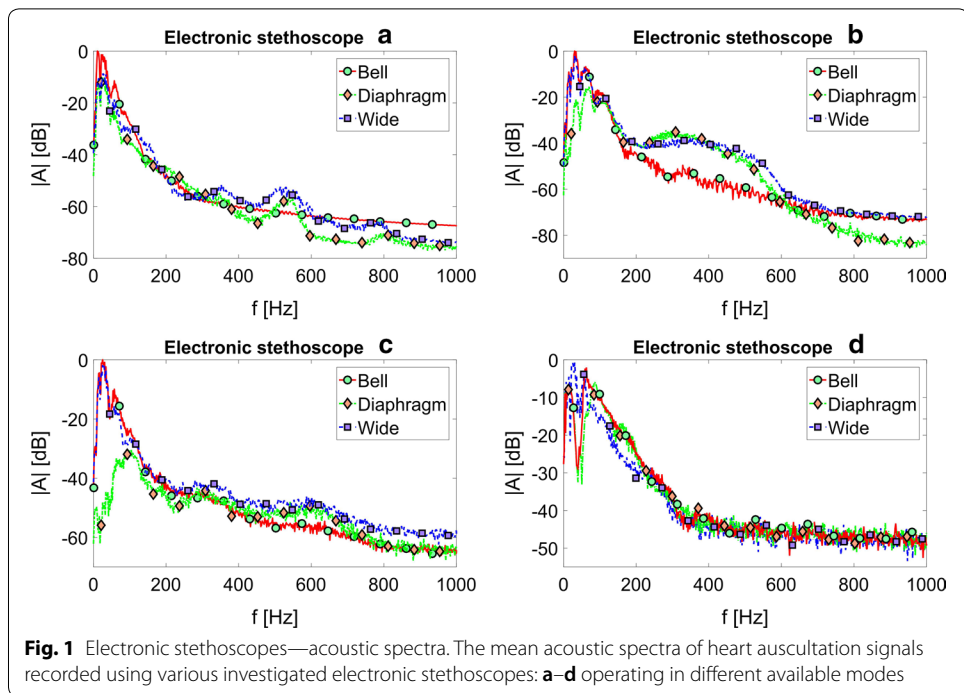 Electronic stethoscope a
|A| [dB]
0
-20
-40
-60
-80
0 200 400 600 800 1000
f [Hz]
Bell
Diaphragm
Wide
Electronic stethoscope b
|A| [dB]
0
-20
-40
-60
-80
0 200 400 600 800 1000
f [Hz]
Bell
Diaphragm
Wide
Electronic stethoscope c
|A| [dB]
0
-20
-40
-60
0 200 400 600 800 1000
f [Hz]
Bell
Diaphragm
Wide
Electronic stethoscope d
|A| [dB]
0
-10
-20
-30
-40
-50
0 200 400 600 800 1000
f [Hz]
Bell
Diaphragm
Wide
Fig. 1 Electronic stethoscopes—acoustic spectra. The mean acoustic spectra of heart auscultation signals
recorded using various investigated electronic stethoscopes: a–d operating in different available modes